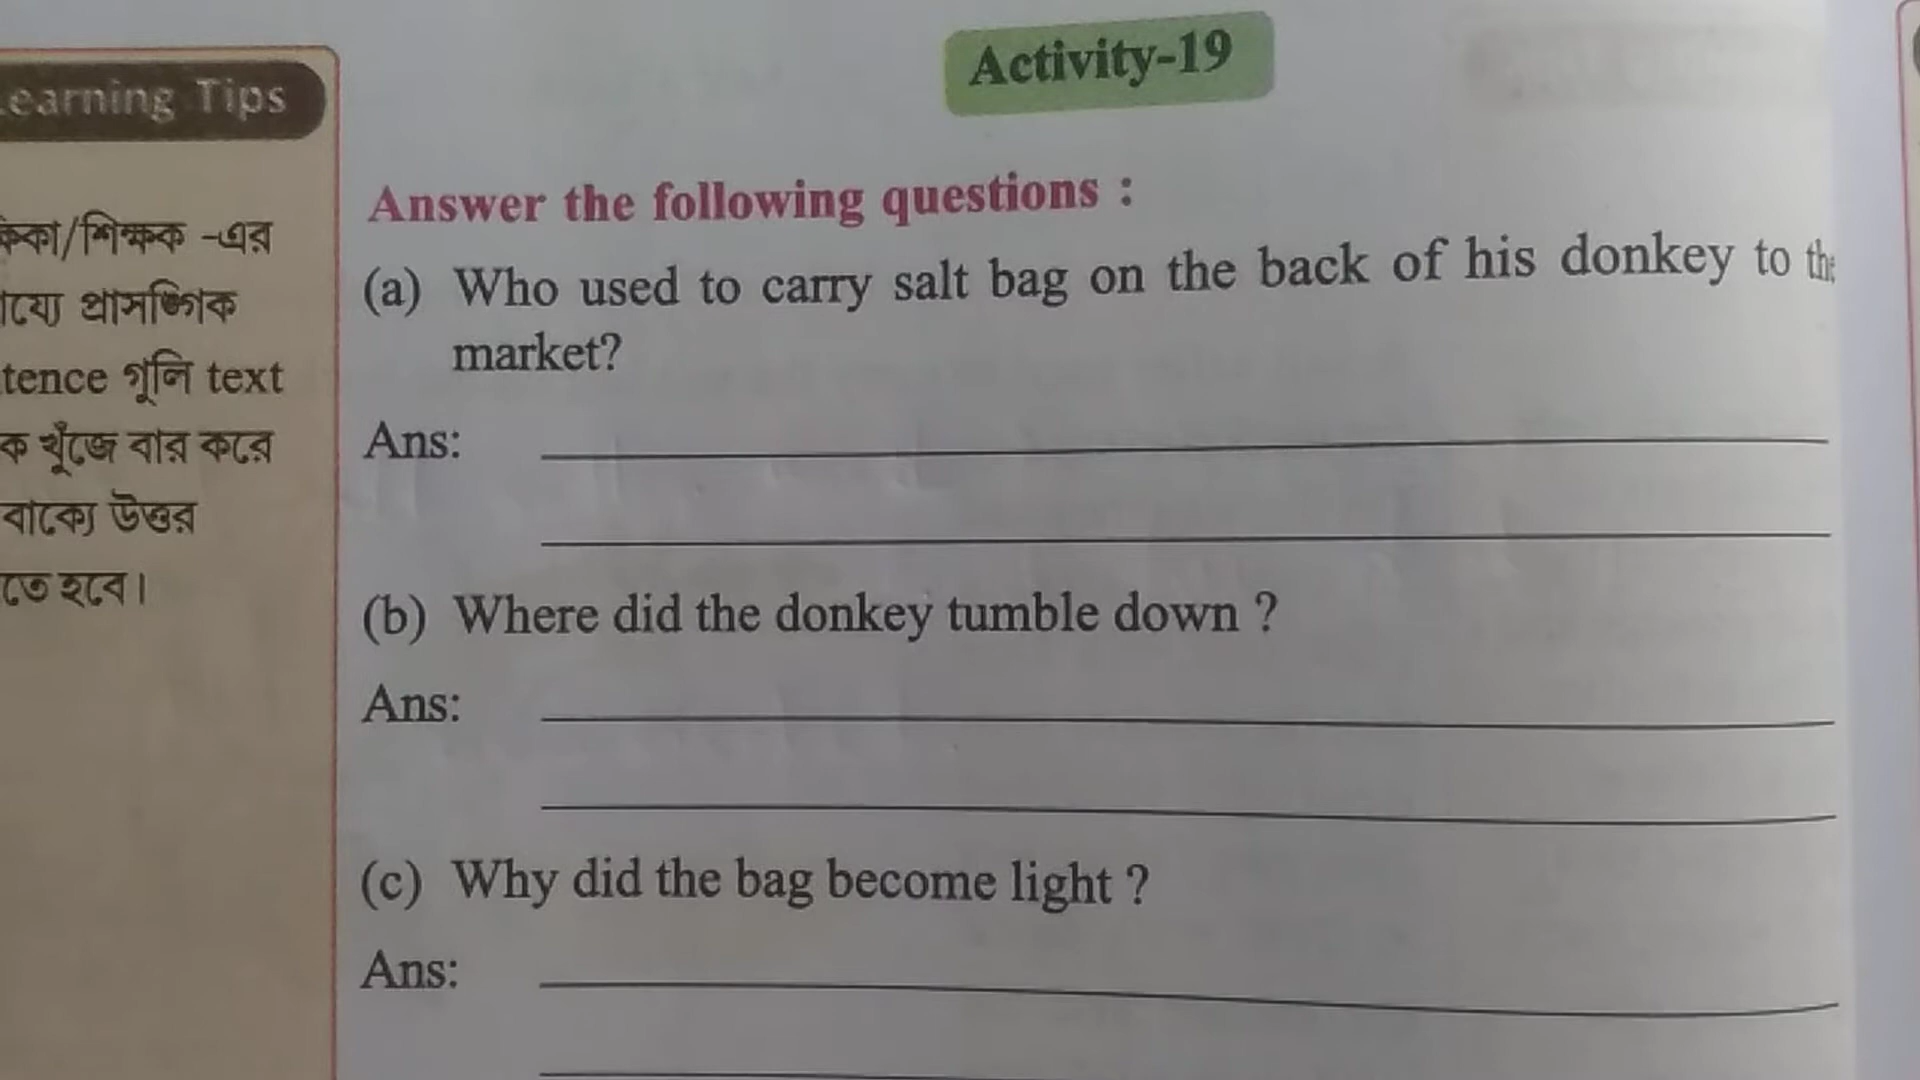 Activity-19
earning Tips
Answer the following questions :
(a) Who used to carry salt bag on the back of his donkey to the
market?
Ans:
(b) Where did the donkey tumble down ?
Ans:
(c) Why did the bag become light ?
Ans:
/শিক্ষক -এর
প্রাসঙ্গিক
tence গুলি text
ক খুঁজে বার করে
বাক্যে উত্তর
তে হবে।